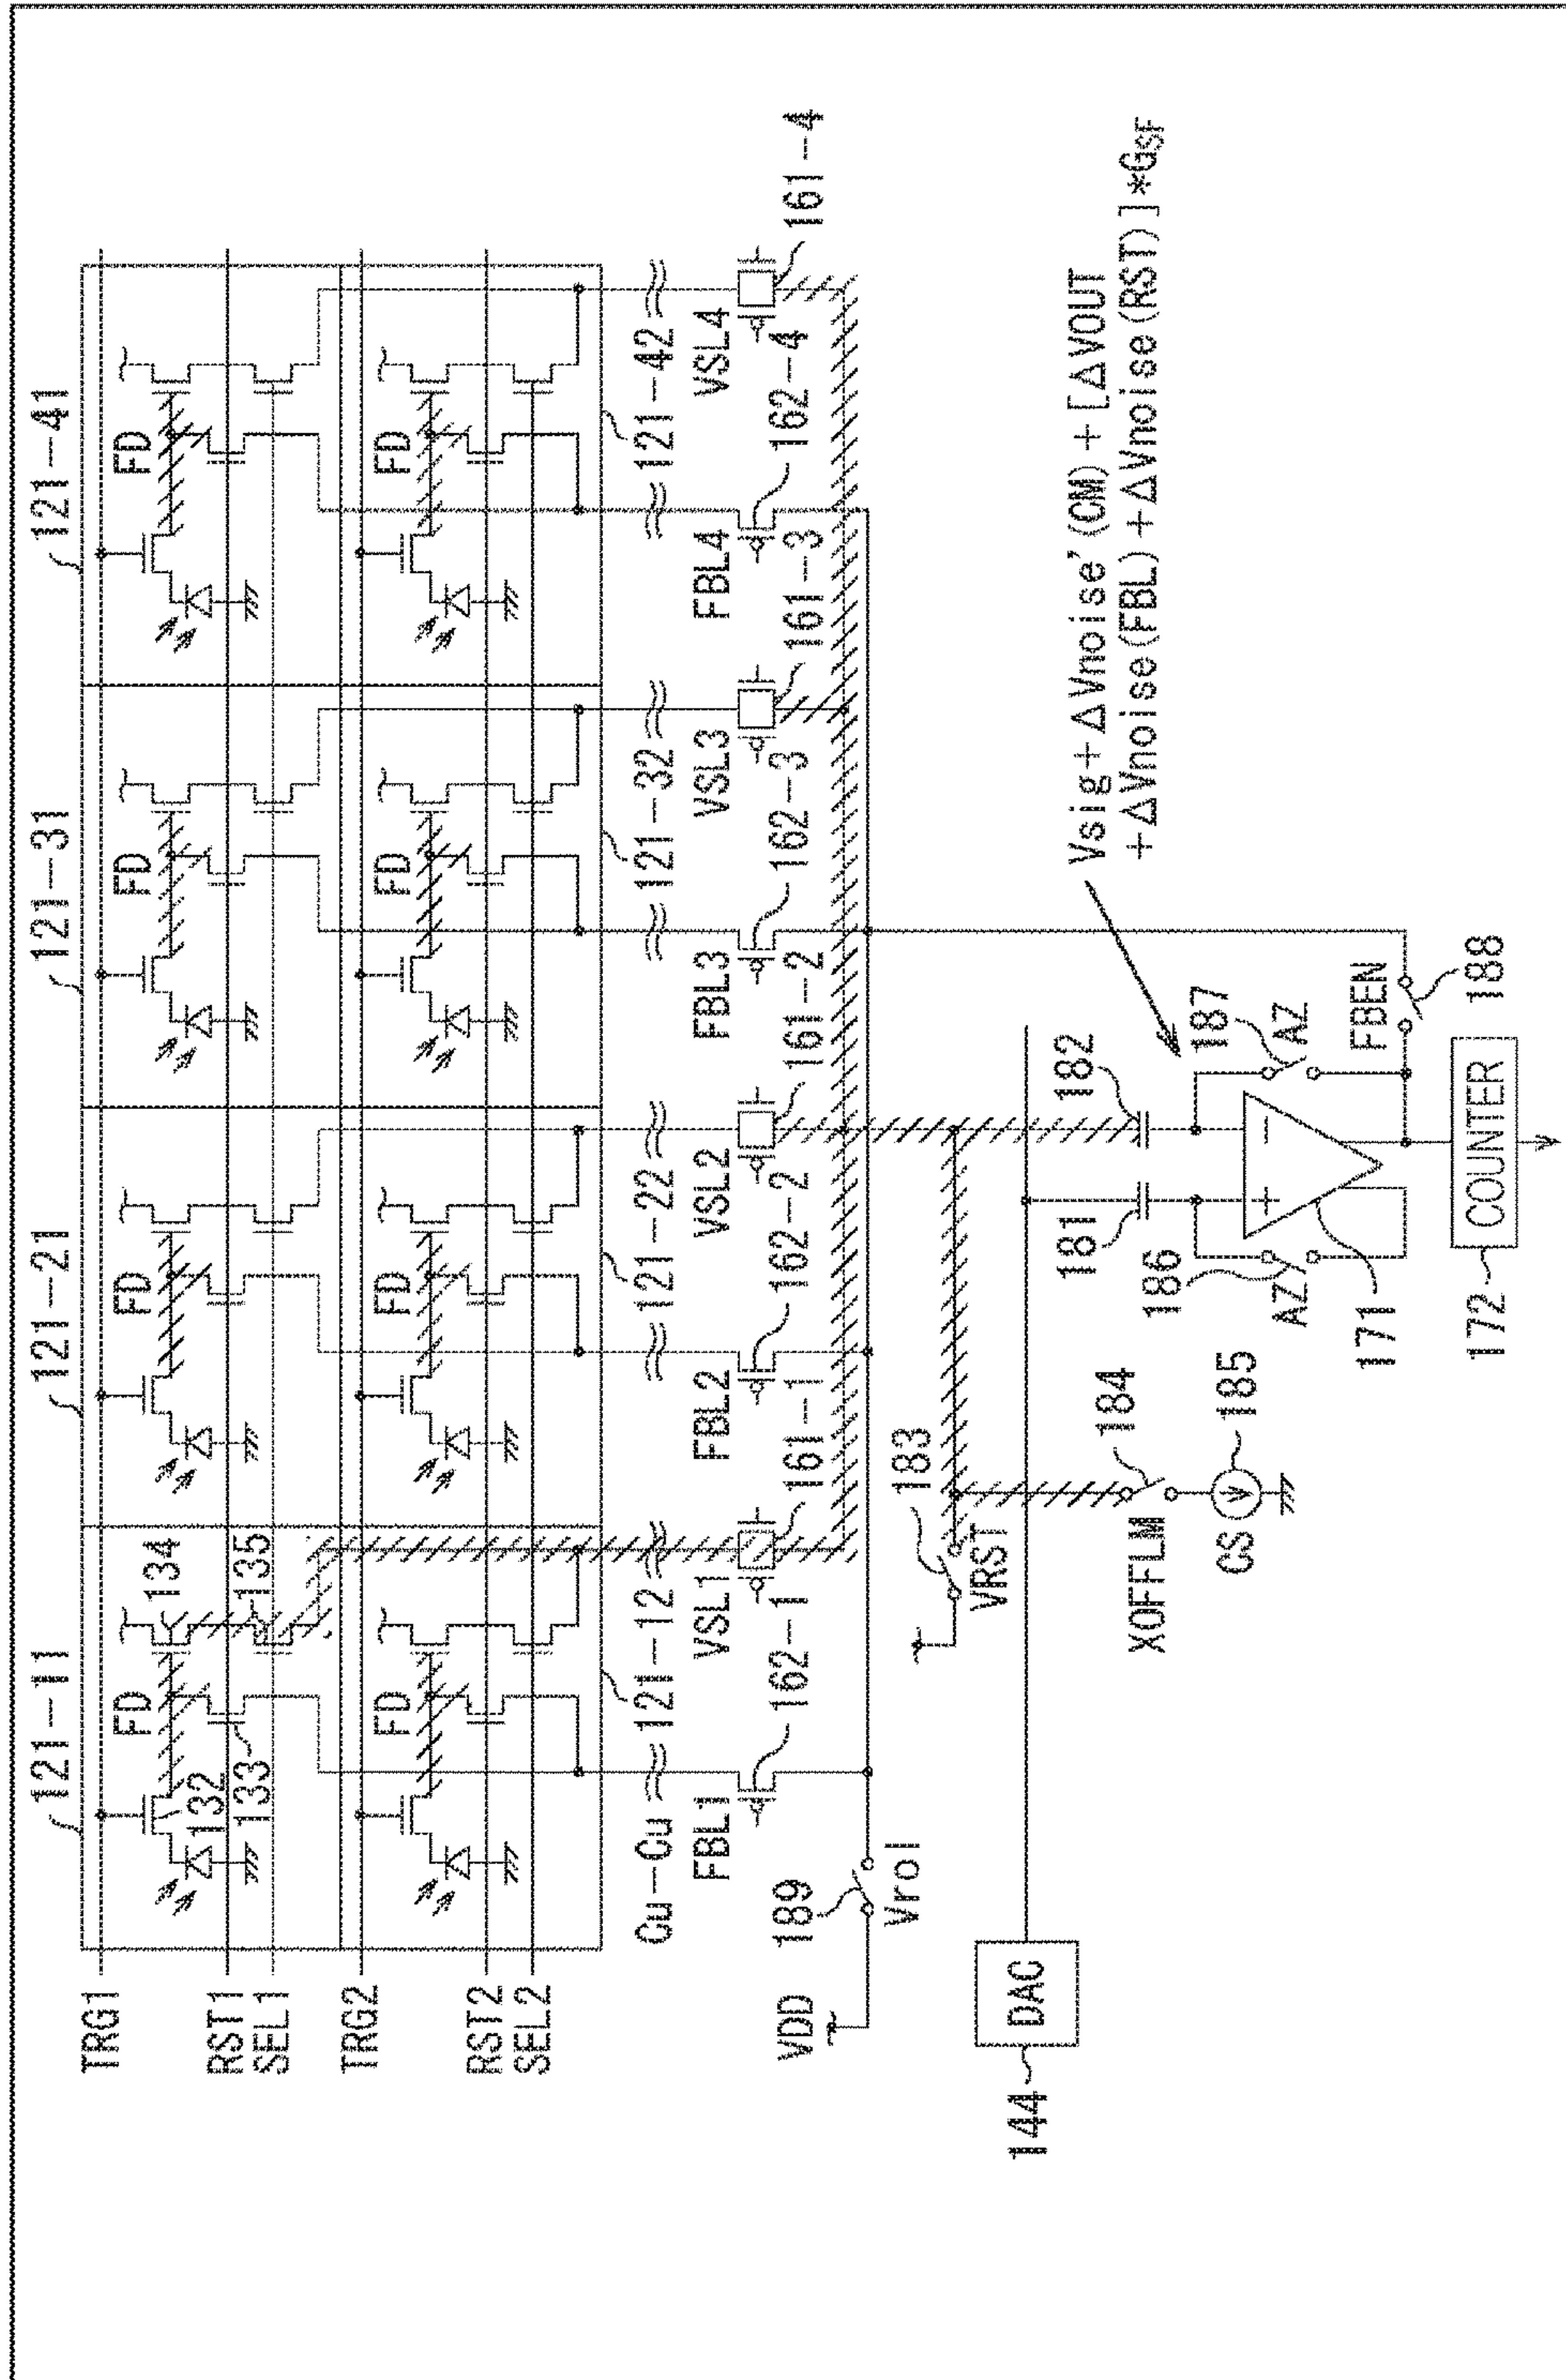 121-11
121-21
121-31
121-41
TRG1
RST1
SEL1
TRG2
RST2
SEL2
FD
132
133
134
135
FD
FD
FD
FD
FD
FD
FD
Cu-Cu
121-12
121-22
121-32
121-42
FBL1
VSL1
FBL2
VSL2
FBL3
VSL3
FBL4
VSL4
162-1
161-1
162-2
161-2
162-3
161-3
162-4
161-4
VDD
189
Vrol
183
VRST
144
DAC
XOFFLM
184
CS
185
181
182
186
AZ
187
AZ
171
+
−
FBEN
188
172
COUNTER
Vsig+ΔVnoise'(CM)+[ΔVOUT
+ΔVnoise(FBL)+ΔVnoise(RST)]*GSF